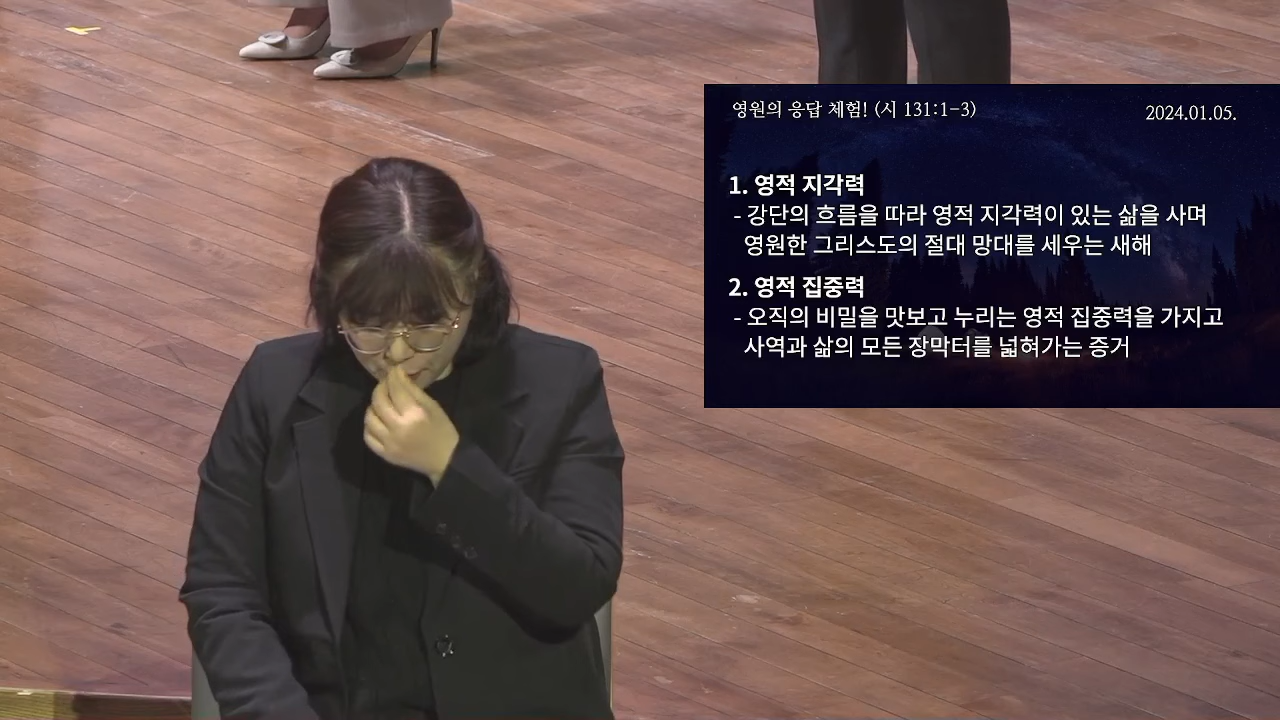 영원의 응답 체험! (시 131:1-3)
2024.01.05.
1. 영적 지각력
- 강단의 흐름을 따라 영적 지각력이 있는 삶을 사며
영원한 그리스도의 절대 망대를 세우는 새해
2. 영적 집중력
- 오직의 비밀을 맛보고 누리는 영적 집중력을 가지고
사역과 삶의 모든 장막터를 넓혀가는 증거